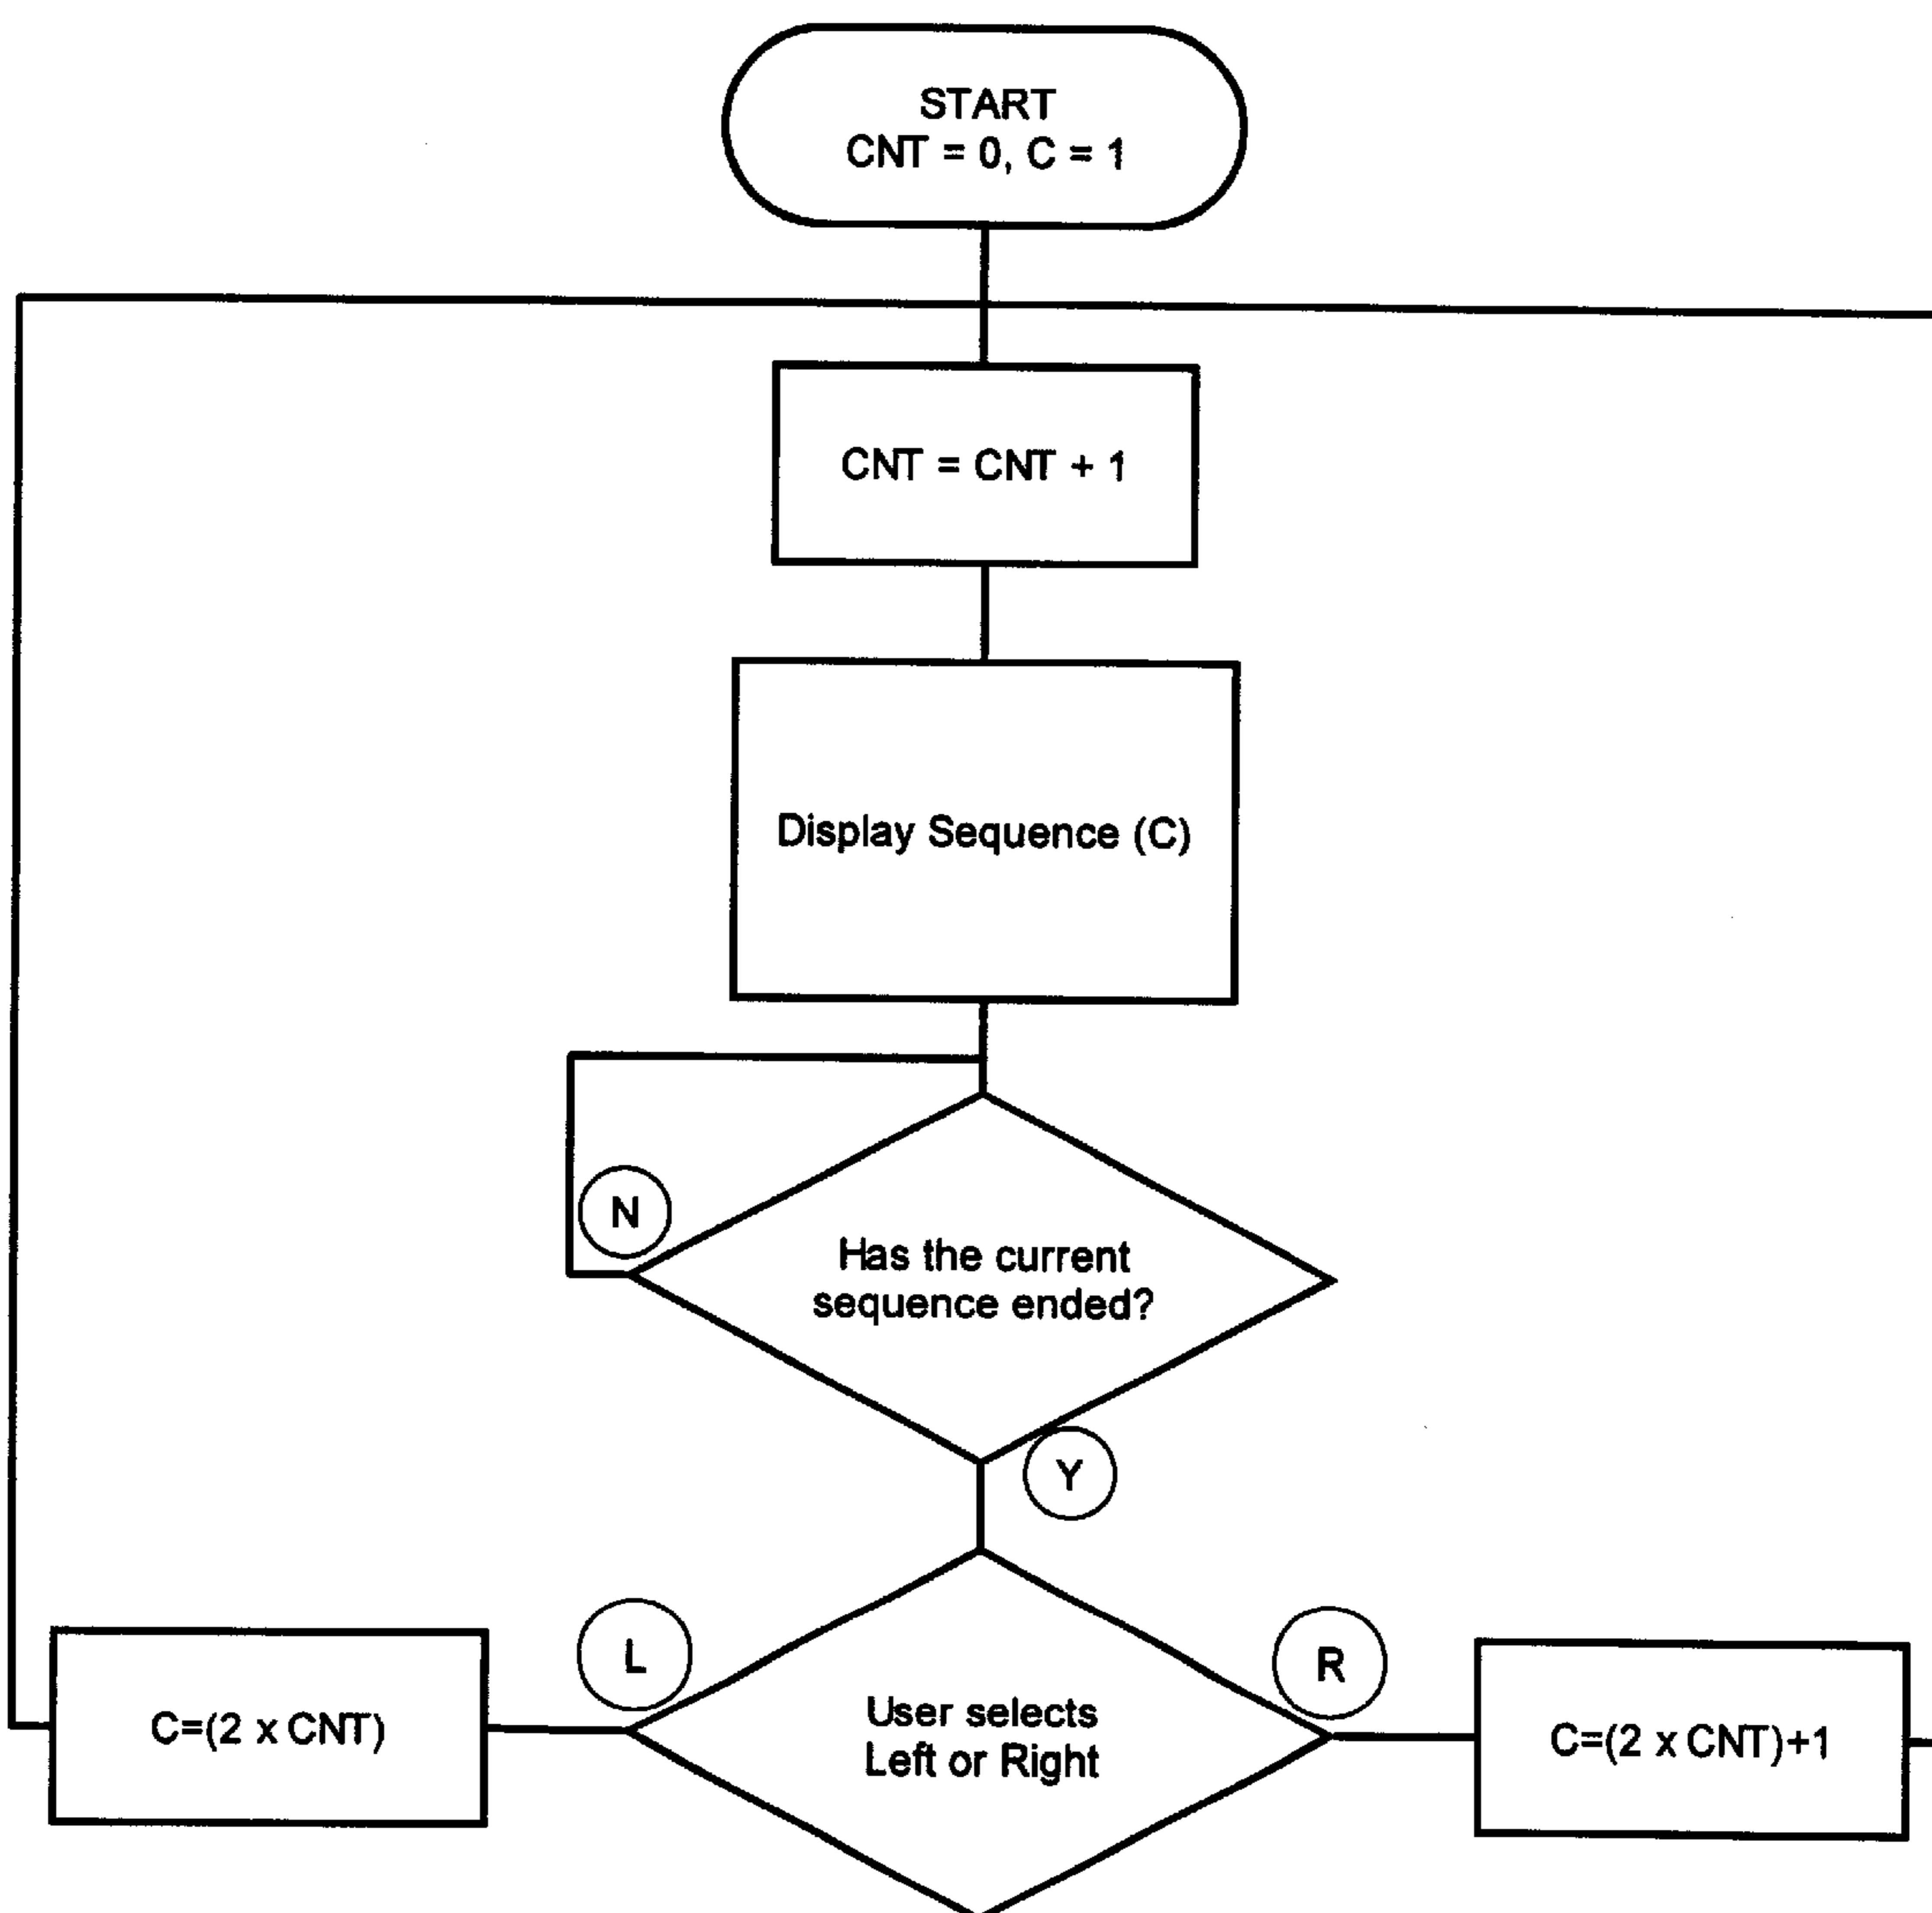 START
CNT = 0, C = 1
CNT = CNT + 1
Display Sequence (C)
N
Has the current
sequence ended?
Y
L
R
C=(2 x CNT)
User selects
Left or Right
C=(2 x CNT)+1